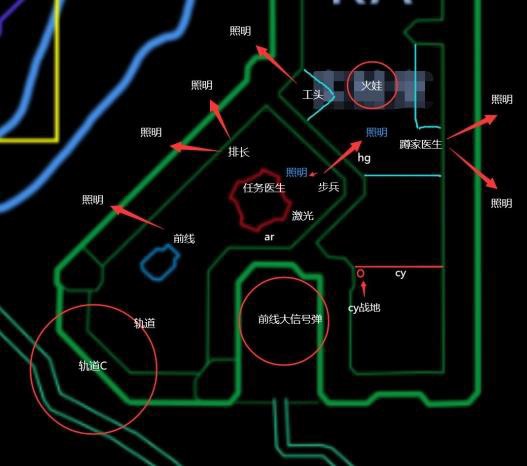 照明
照明
工头
火娃
照明
照明
照明
蹲家医生
排长
hg
照明
任务医生
步兵
照明
照明
激光
前线
ar
cy
cy战地
轨道
前线大信号弹
轨道C